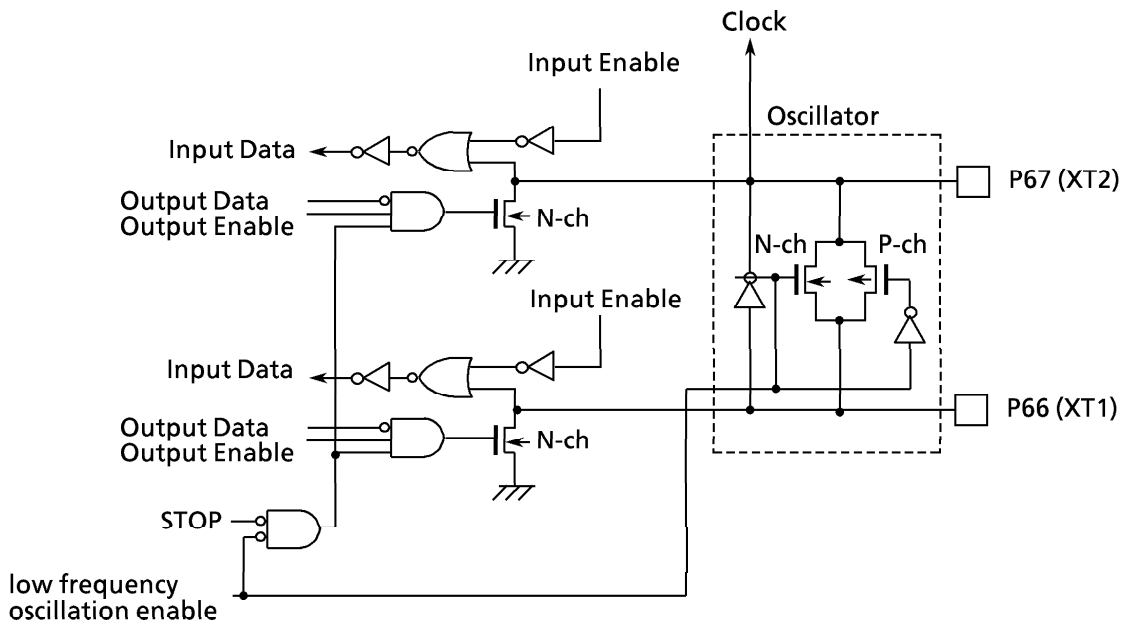 Clock
Input Enable
Oscillator
Input Data
P67 (XT2)
Output Data
Output Enable
N-ch
N-ch
P-ch
Input Enable
Input Data
P66 (XT1)
Output Data
Output Enable
N-ch
STOP
low frequency
oscillation enable